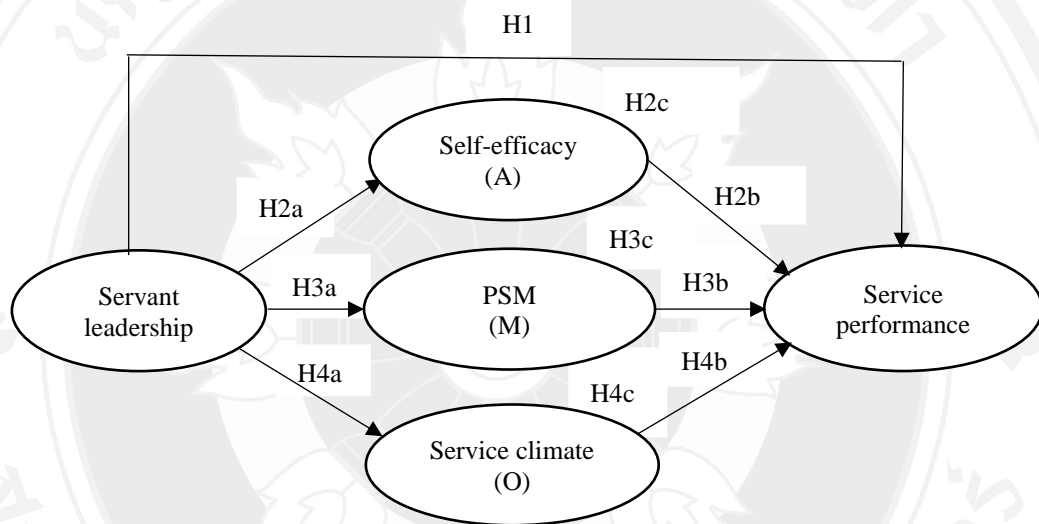 H1
H2c
Self-efficacy
(A)
H2a
H2b
H3c
Servant
leadership
H3a
PSM
(M)
H3b
Service
performance
H4a
H4b
H4c
Service climate
(O)